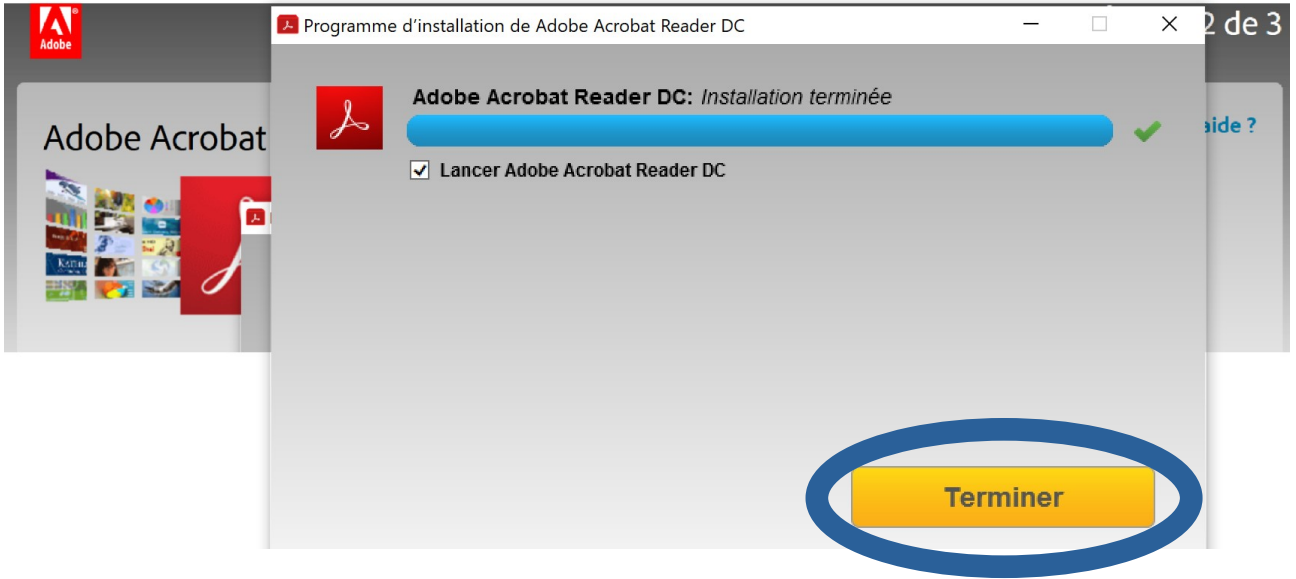 Adobe
Programme d'installation de Adobe Acrobat Reader DC
2 de 3
Adobe Acrobat Reader DC: Installation terminée
Adobe Acrobat
aide ?
Lancer Adobe Acrobat Reader DC
Terminer